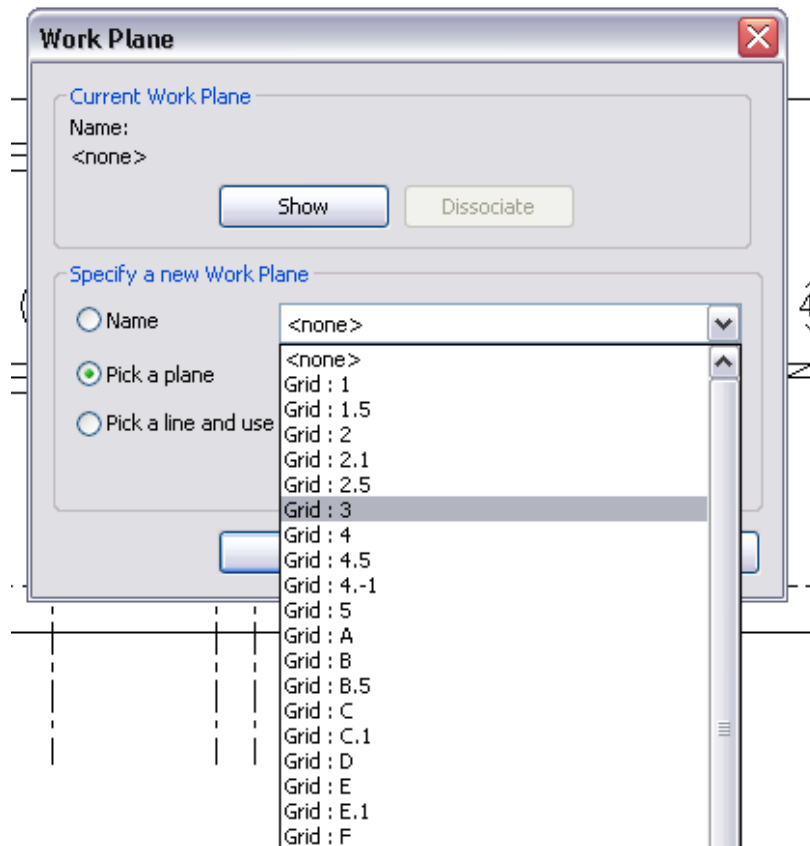 Work Plane
Current Work Plane
Name:
<none>
Show Dissociate
Specify a new Work Plane
Name <none>
Pick a plane
Pick a line and use
<none>
Grid : 1
Grid : 1.5
Grid : 2
Grid : 2.1
Grid : 2.5
Grid : 3
Grid : 4
Grid : 4.5
Grid : 4.-1
Grid : 5
Grid : A
Grid : B
Grid : B.5
Grid : C
Grid : C.1
Grid : D
Grid : E
Grid : E.1
Grid : F